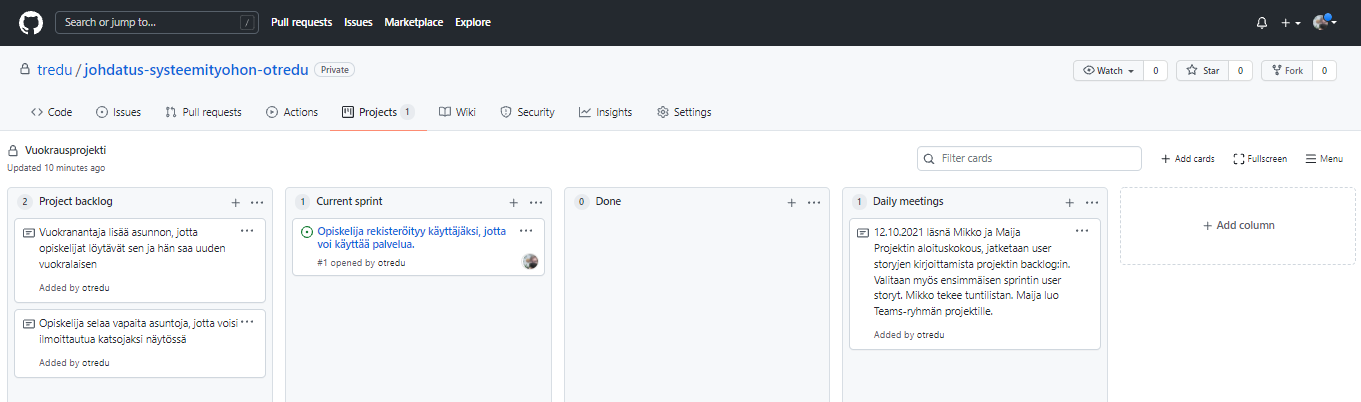 Search or jump to... /
Pull requests Issues Marketplace Explore
tredu / johdatus-systeemityohon-otredu Private
Watch 0 Star 0 Fork 0
Code Issues Pull requests Actions Projects 1 Wiki Security Insights Settings
Vuokrausprojekti
Updated 10 minutes ago
Filter cards
Add cards Fullscreen Menu
2 Project backlog
Vuokranantaja lisää asunnon, jotta
opiskelijat löytävät sen ja hän saa uuden
vuokralaisen
Added by otredu
Opiskelija selaa vapaita asuntoja, jotta voisi
ilmoittautua katsojaksi näytössä
Added by otredu
1 Current sprint
Opiskelija rekisteröityy käyttäjäksi, jotta
voi käyttää palvelua.
#1 opened by otredu
0 Done
1 Daily meetings
12.10.2021 läsnä Mikko ja Maija
Projektin aloituskokous, jatketaan user
storyjen kirjoittamista projektin backlog:in.
Valitaan myös ensimmäisen sprintin user
storyt. Mikko tekee tuntilistan. Maija luo
Teams-ryhmän projektille.
Added by otredu
+ Add column